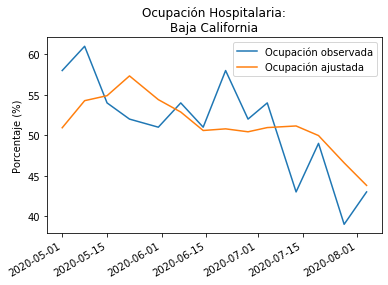 Ocupación Hospitalaria:
Baja California
Ocupación observada
Ocupación ajustada
Porcentaje (%)
60
55
50
45
40
2020-05-01
2020-05-15
2020-06-01
2020-06-15
2020-07-01
2020-07-15
2020-08-01